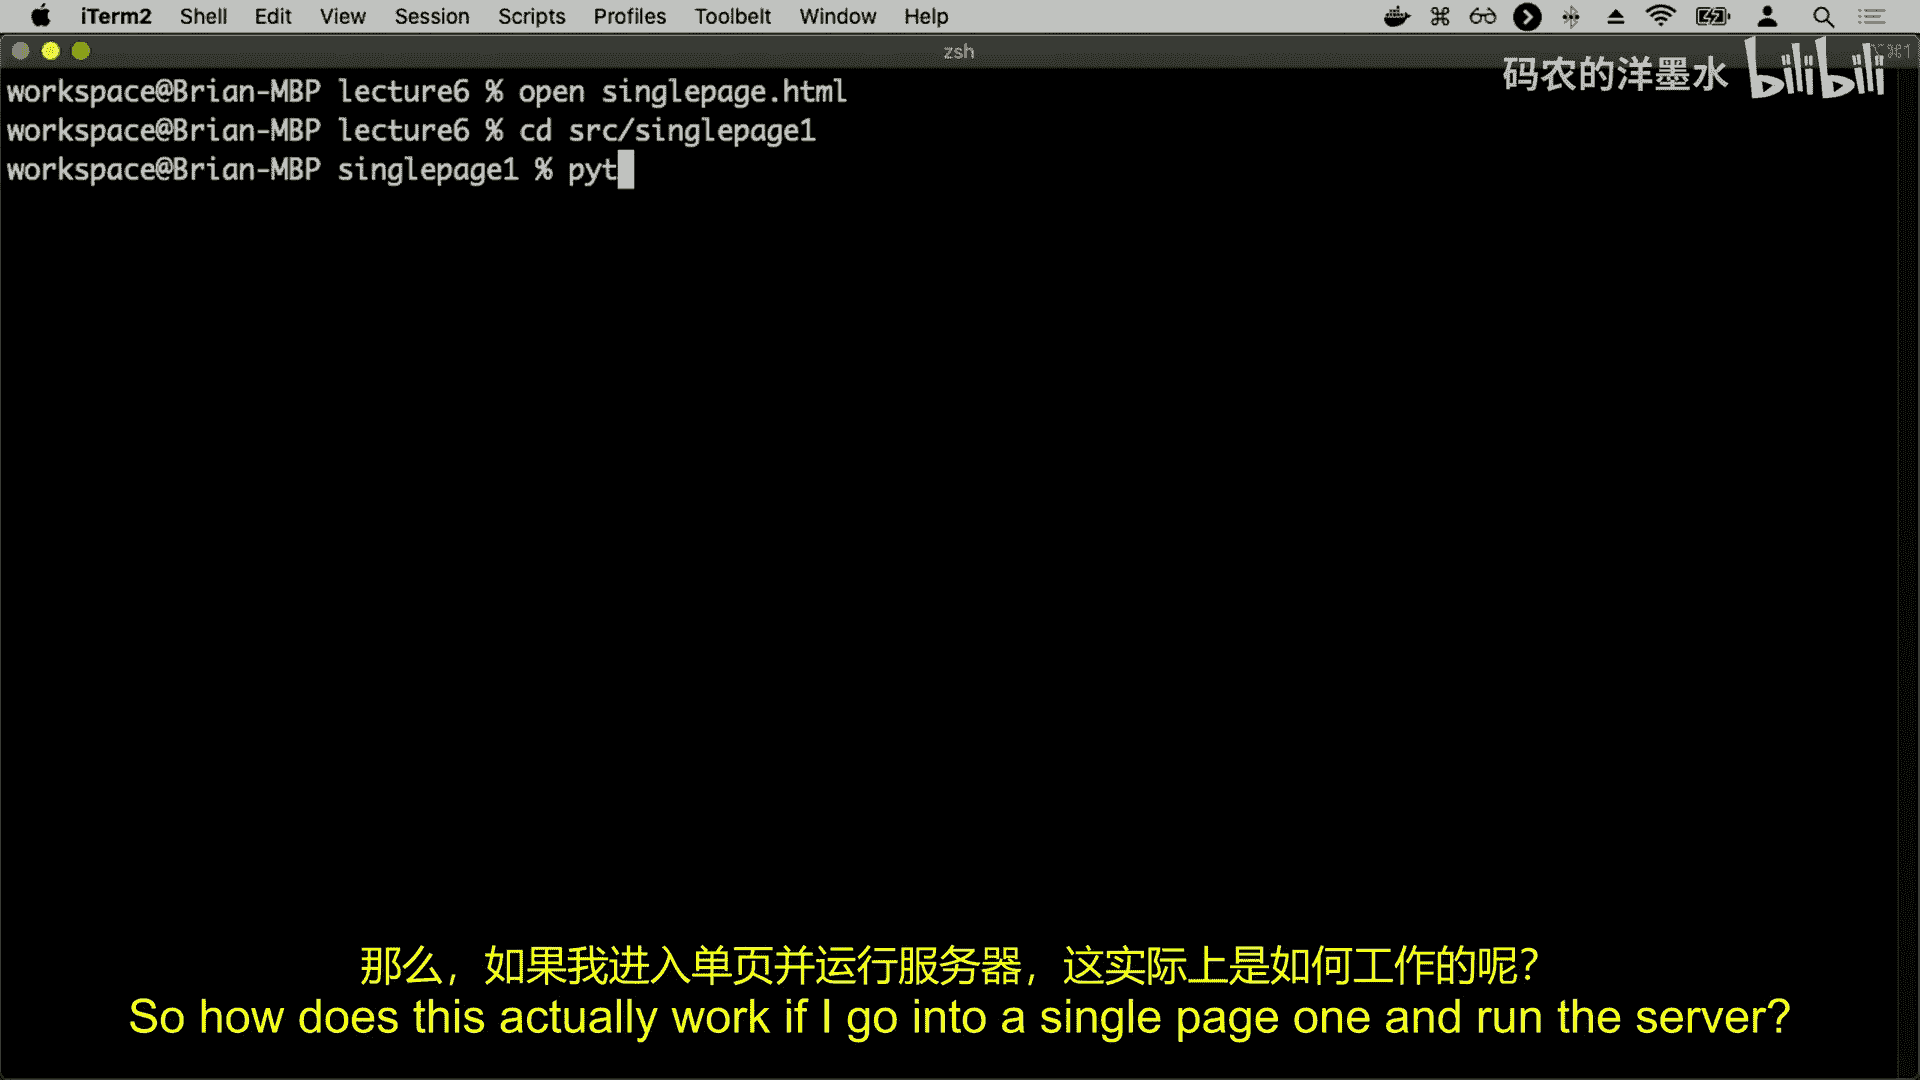 iTerm2 Shell Edit View Session Scripts Profiles Toolbelt Window Help
zsh
⌥⌘1
码农的洋墨水 bilibili
workspace@Brian-MBP lecture6 % open singlepage.html
workspace@Brian-MBP lecture6 % cd src/singlepage1
workspace@Brian-MBP singlepage1 % pyt
那么，如果我进入单页并运行服务器，这实际上是如何工作的呢？
So how does this actually work if I go into a single page one and run the server?